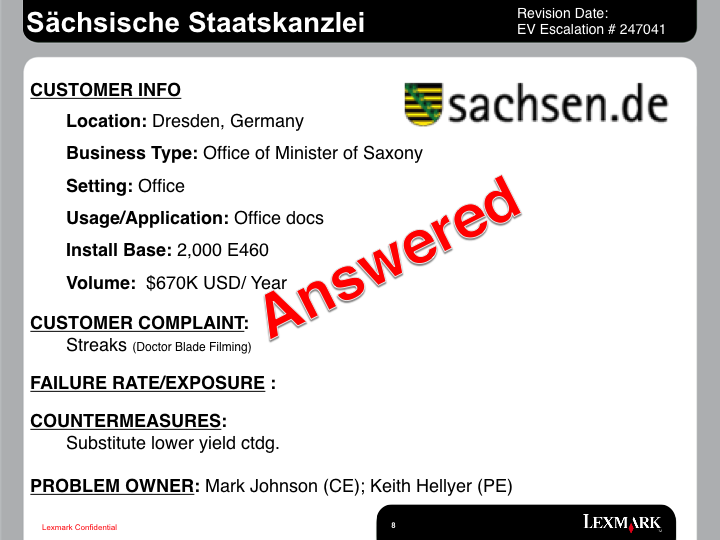 Sächsische Staatskanzlei
Revision Date:
EV Escalation # 247041
CUSTOMER INFO
sachsen.de
Location: Dresden, Germany
Business Type: Office of Minister of Saxony
Setting: Office
Usage/Application: Office docs
Install Base: 2,000 E460
Volume: $670K USD/ Year
Answered
CUSTOMER COMPLAINT:
Streaks (Doctor Blade Filming)
FAILURE RATE/EXPOSURE :
COUNTERMEASURES:
Substitute lower yield ctdg.
PROBLEM OWNER: Mark Johnson (CE); Keith Hellyer (PE)
Lexmark Confidential
8
LEXMARK